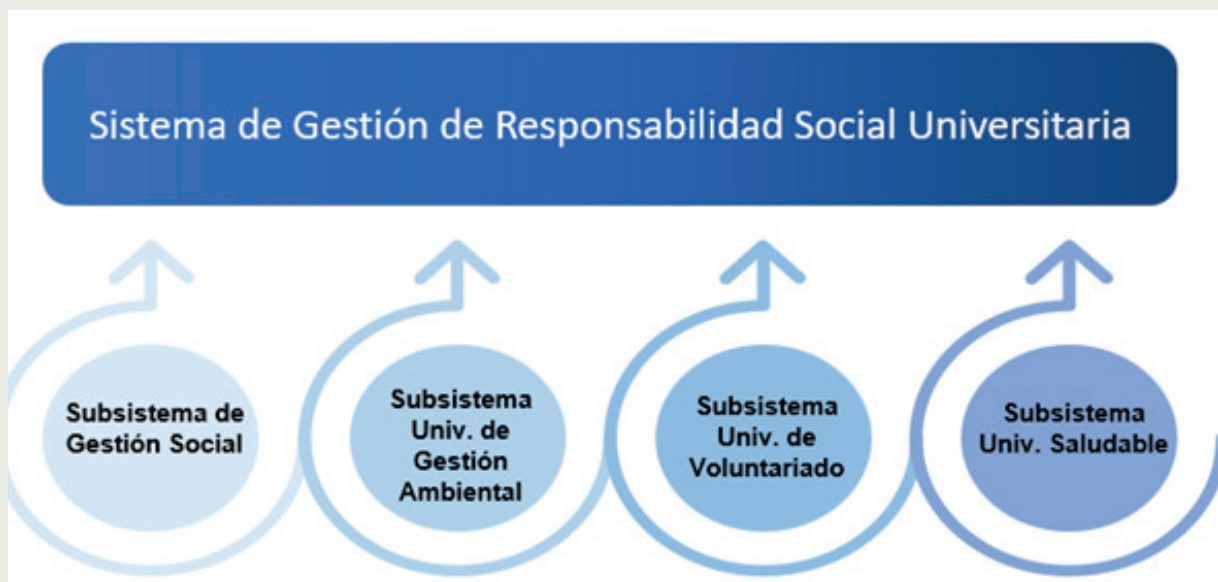 Sistema de Gestión de Responsabilidad Social Universitaria
Subsistema de
Gestión Social
Subsistema
Univ. de
Gestión
Ambiental
Subsistema
Univ. de
Voluntariado
Subsistema
Univ. Saludable